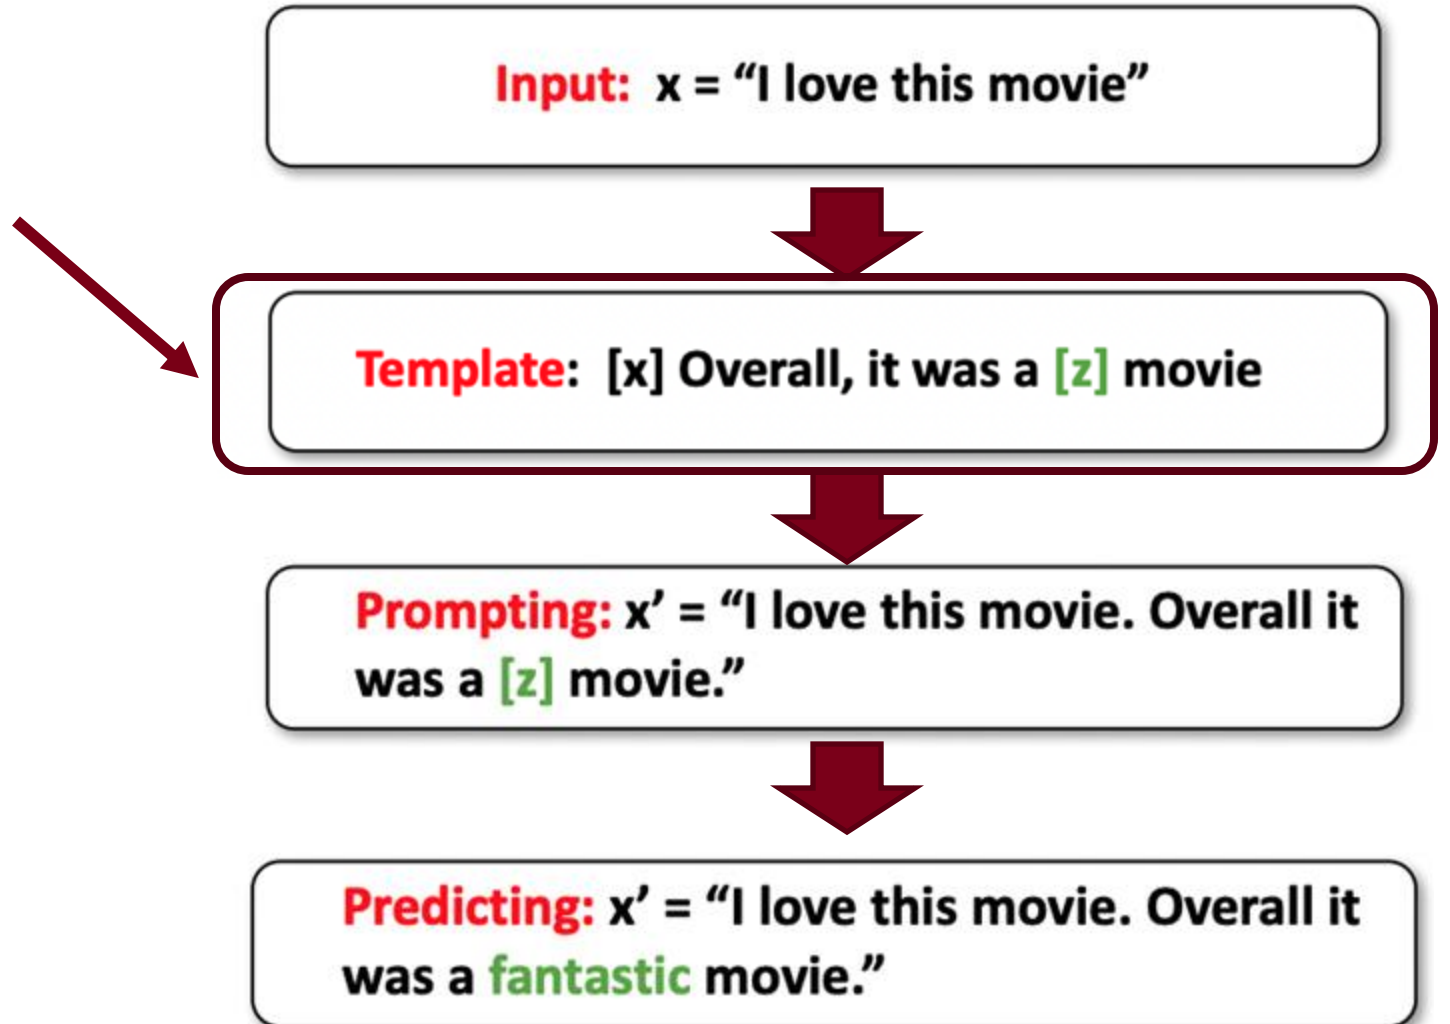 Input: x = “I love this movie”
Template: [x] Overall, it was a [z] movie
Prompting: x’ = “I love this movie. Overall it
was a [z] movie.”
Predicting: x’ = “I love this movie. Overall it
was a fantastic movie.”